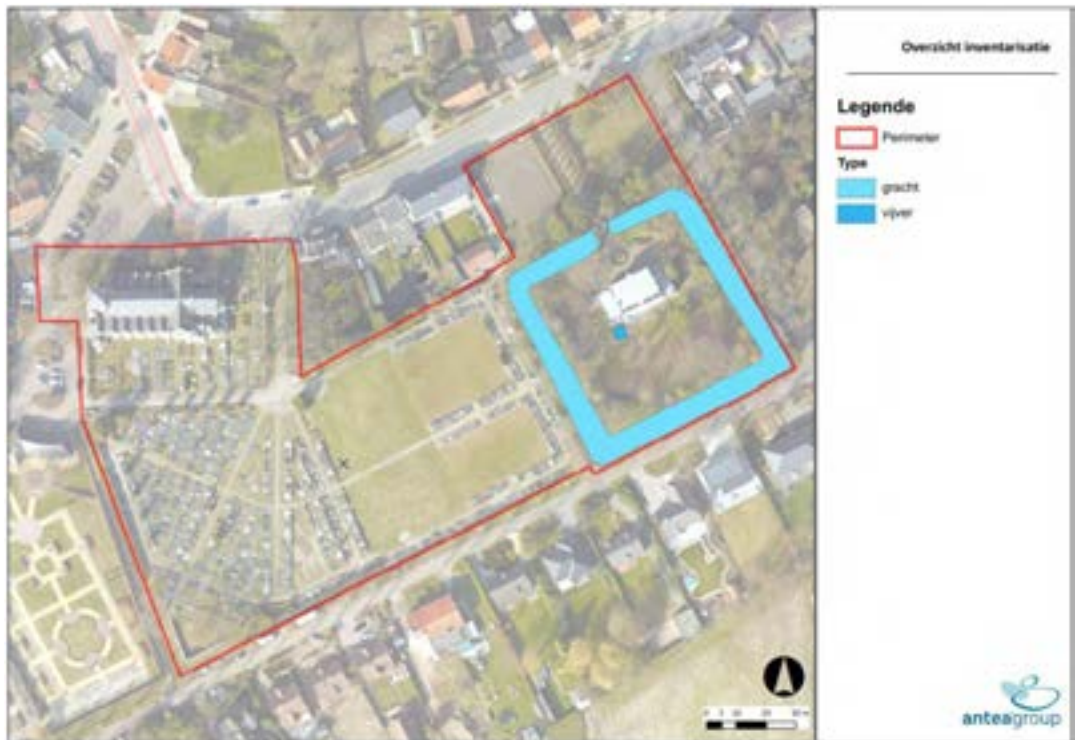 Overzicht inventarisatie
Legende
Perimeter
Type
gracht
vijver
anteagroup